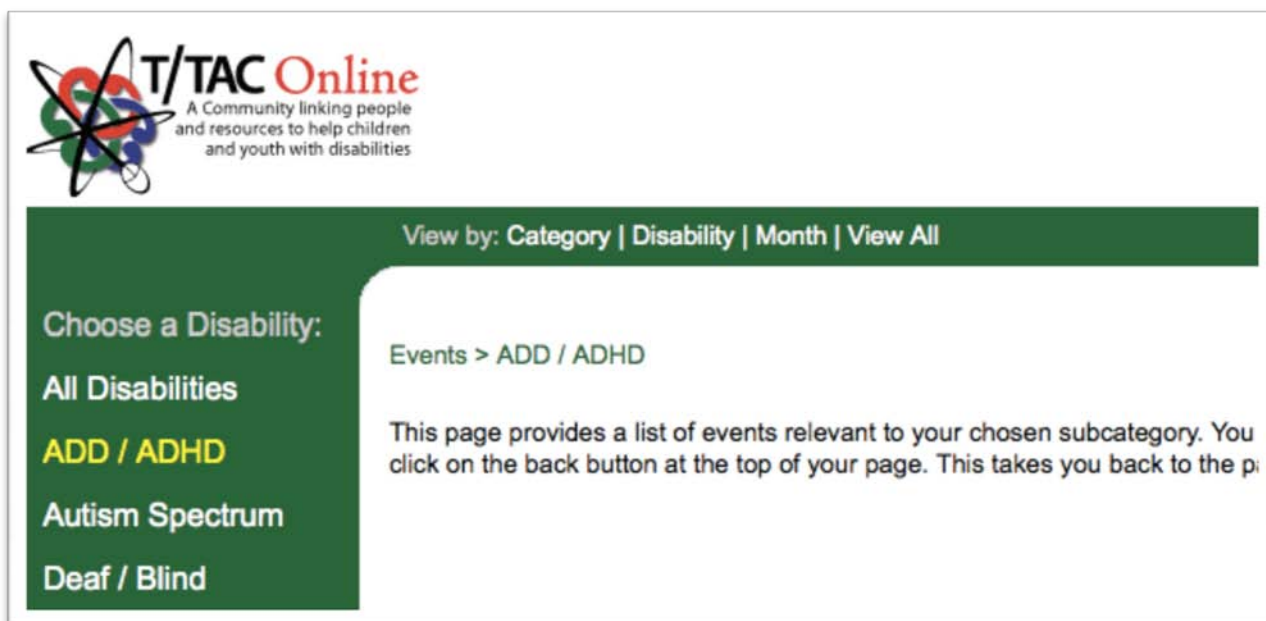 T/TAC Online
A Community linking people
and resources to help children
and youth with disabilities
View by: Category | Disability | Month | View All
Choose a Disability:
All Disabilities
ADD / ADHD
Autism Spectrum
Deaf / Blind
Events > ADD / ADHD
This page provides a list of events relevant to your chosen subcategory. You
click on the back button at the top of your page. This takes you back to the